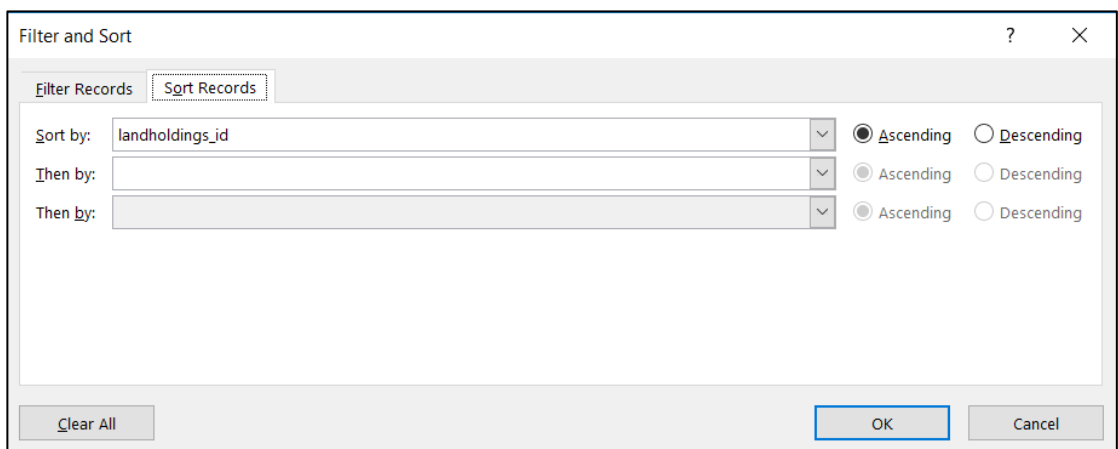 Filter and Sort ?
Filter Records Sort Records
Sort by: landholdings_id Ascending Descending
Then by: Ascending Descending
Then by: Ascending Descending
Clear All OK Cancel